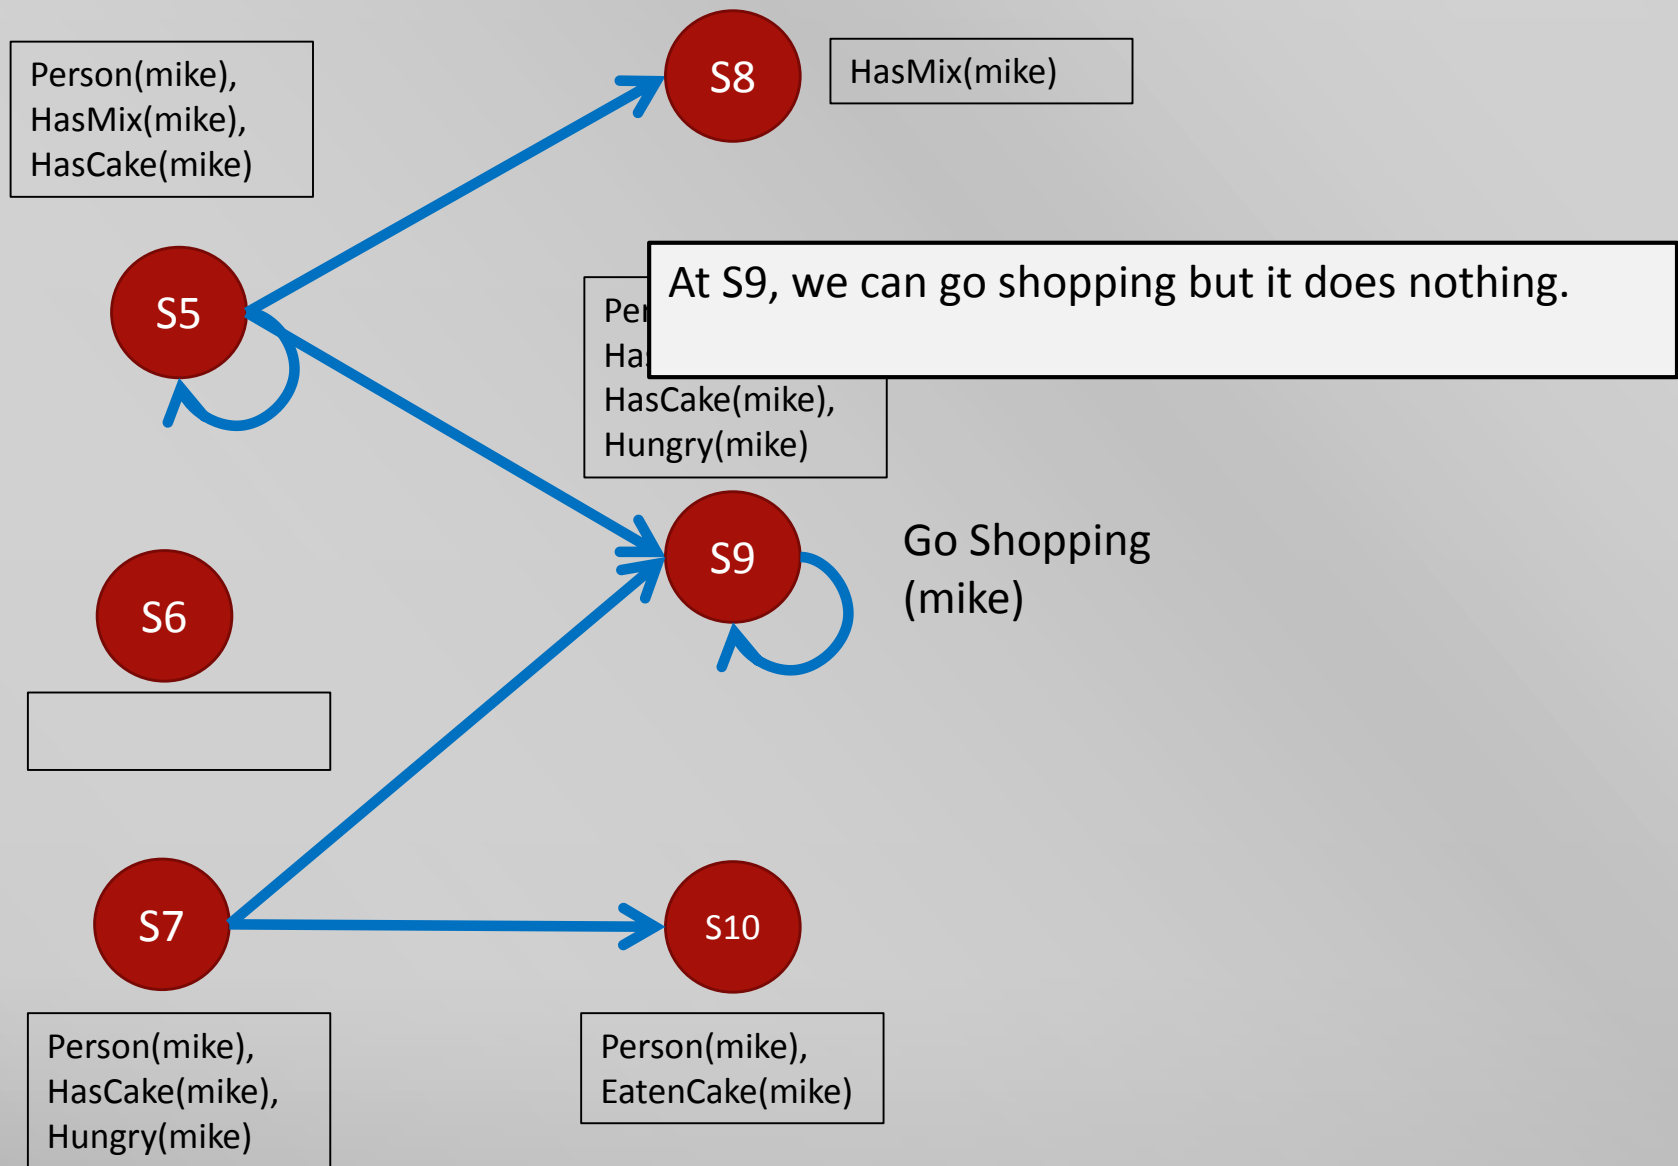 Person(mike),
HasMix(mike),
HasCake(mike)
S8
HasMix(mike)
S5
At S9, we can go shopping but it does nothing.
HasCake(mike),
Hungry(mike)
S9
Go Shopping
(mike)
S6
S7
S10
Person(mike),
HasCake(mike),
Hungry(mike)
Person(mike),
EatenCake(mike)